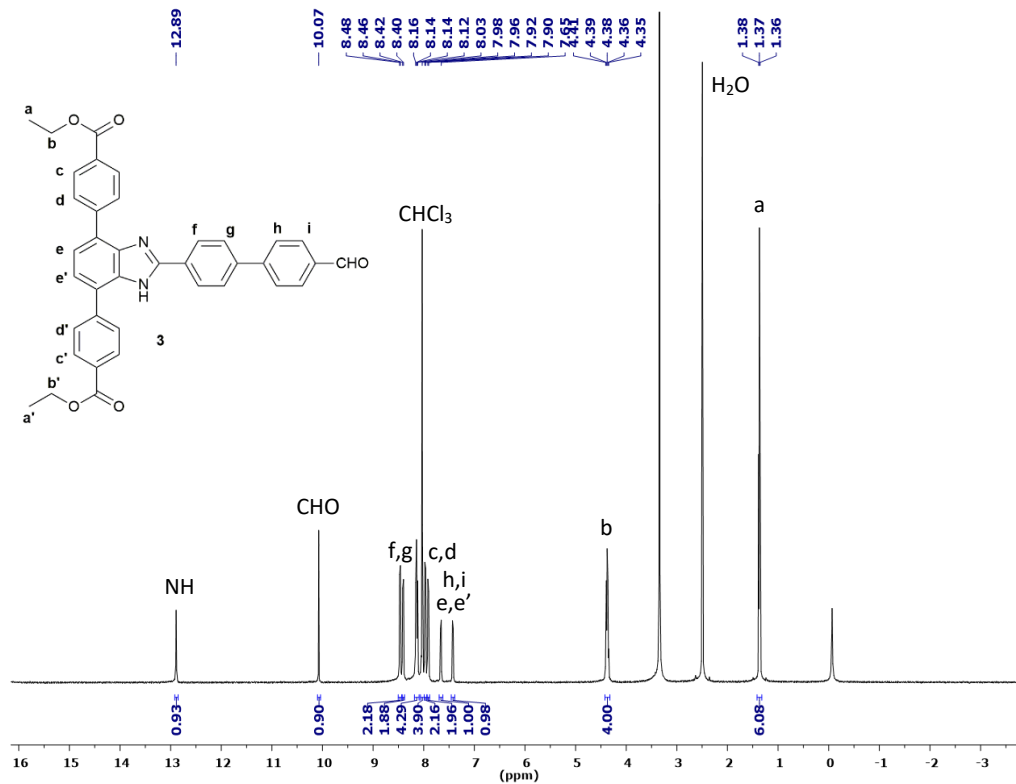 12.89
10.07
8.48
8.46
8.42
8.40
8.16
8.14
8.14
8.12
8.03
7.98
7.96
7.92
7.90
7.65
4.41
4.39
4.38
4.36
4.35
1.38
1.37
1.36
a
O
O
b
c
d
e
e'
N
NH
f
g
h
i
CHO
d'
c'
3
b'
O
O
a'
H2O
CHCl3
a
CHO
NH
f,g
c,d
h,i
e,e'
b
0.93
0.90
2.18
1.88
4.29
3.90
2.16
1.96
1.00
0.98
4.00
6.08
16 15 14 13 12 11 10 9 8 7 6 5 4 3 2 1 0 -1 -2 -3
(ppm)